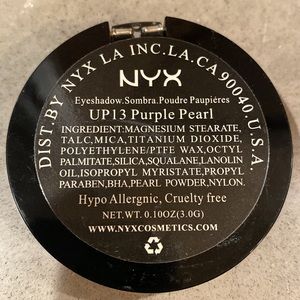 DIST.BY NYX LA INC.LA.CA 90040.U.S.A.
NYX
Eyeshadow.Sombra.Poudre Paupières
UP13 Purple Pearl
INGREDIENT:MAGNESIUM STEARATE,
TALC,MICA,TITANIUM DIOXIDE,
POLYETHYLENE/PTFE WAX,OCTYL
PALMITATE,SILICA,SQUALANE,LANOLIN
OIL,ISOPROPYL MYRISTATE,PROPYL
PARABEN,BHA,PEARL POWDER,NYLON.
Hypo Allergnic, Cruelty free
NET.WT. 0.10OZ(3.0G)
WWW.NYXCOSMETICS.COM